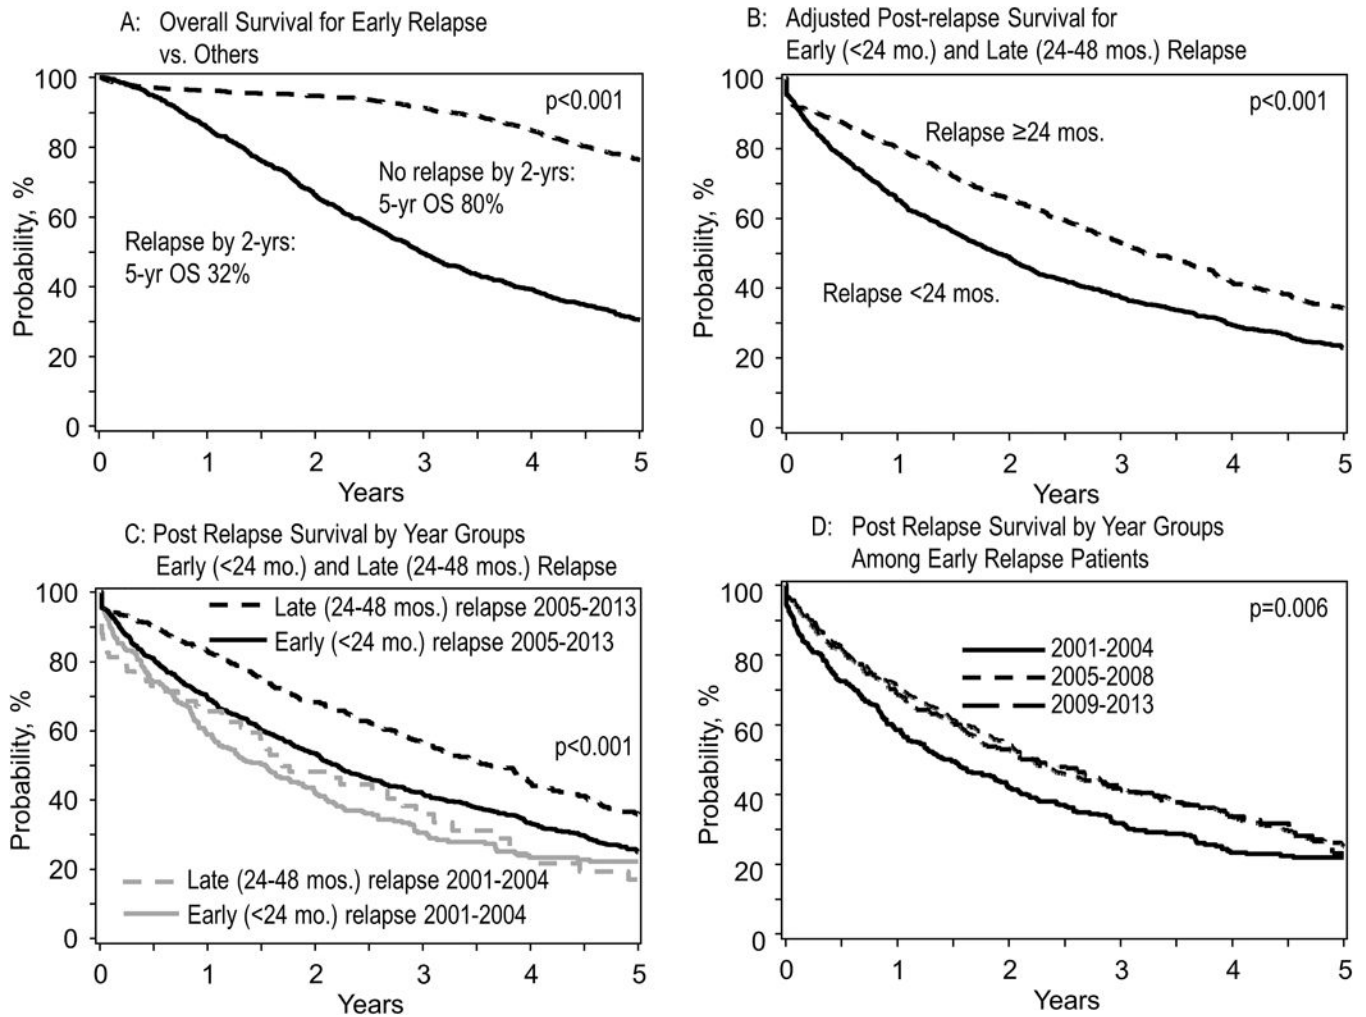 A: Overall Survival for Early Relapse
vs. Others
100
80
60
40
20
0
Probability, %
p<0.001
No relapse by 2-yrs:
5-yr OS 80%
Relapse by 2-yrs:
5-yr OS 32%
0 1 2 3 4 5
Years
B: Adjusted Post-relapse Survival for
Early (<24 mo.) and Late (24-48 mos.) Relapse
100
80
60
40
20
0
Probability, %
p<0.001
Relapse ≥24 mos.
Relapse <24 mos.
0 1 2 3 4 5
Years
C: Post Relapse Survival by Year Groups
Early (<24 mo.) and Late (24-48 mos.) Relapse
100
80
60
40
20
0
Probability, %
Late (24-48 mos.) relapse 2005-2013
Early (<24 mo.) relapse 2005-2013
p<0.001
Late (24-48 mos.) relapse 2001-2004
Early (<24 mo.) relapse 2001-2004
0 1 2 3 4 5
Years
D: Post Relapse Survival by Year Groups
Among Early Relapse Patients
100
80
60
40
20
0
Probability, %
p=0.006
2001-2004
2005-2008
2009-2013
0 1 2 3 4 5
Years